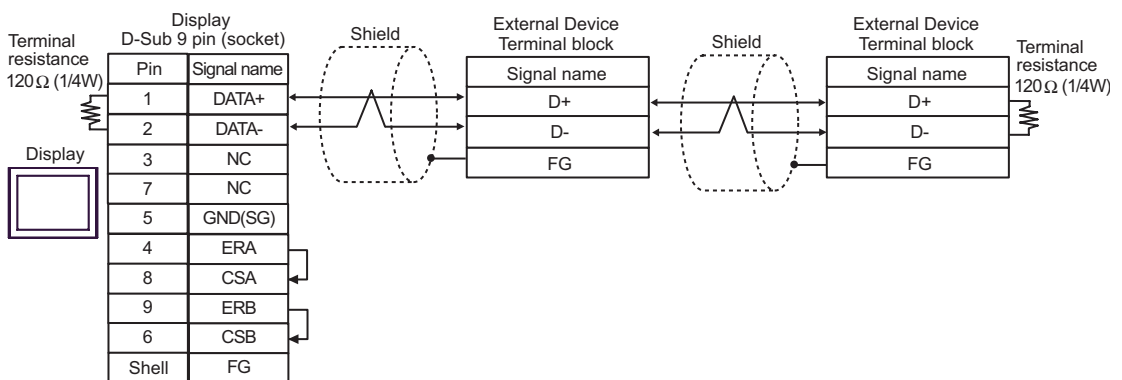 Display
D-Sub 9 pin (socket)
Terminal
resistance
120Ω (1/4W)
Pin Signal name
1 DATA+
2 DATA-
3 NC
7 NC
5 GND(SG)
4 ERA
8 CSA
9 ERB
6 CSB
Shell FG
Display
Shield
External Device
Terminal block
Signal name
D+
D-
FG
Shield
External Device
Terminal block
Signal name
D+
D-
FG
Terminal
resistance
120Ω (1/4W)